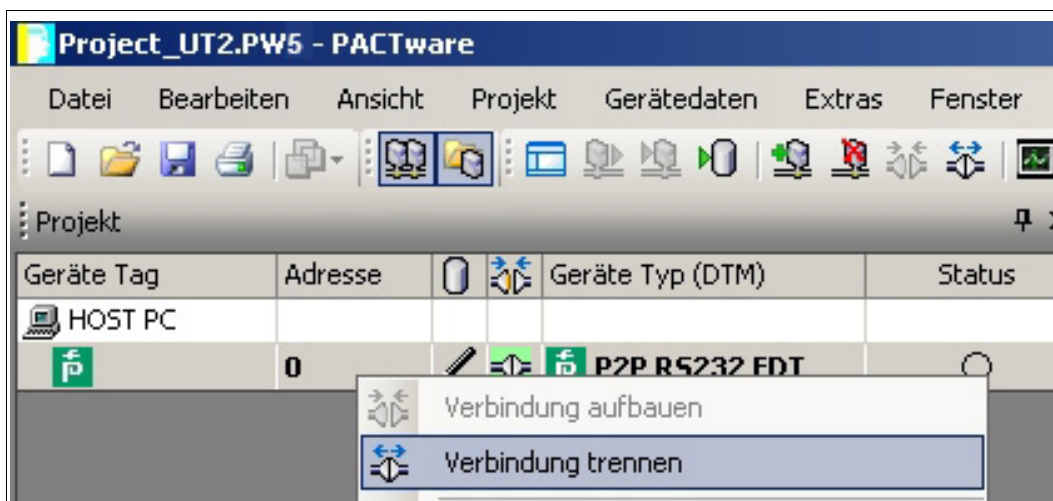 Project_UT2.PW5 - PACTware
Datei Bearbeiten Ansicht Projekt Gerätedaten Extras Fenster
Projekt
Geräte Tag Adresse Geräte Typ (DTM) Status
HOST PC
0 P2P RS232 FDT
Verbindung aufbauen
Verbindung trennen